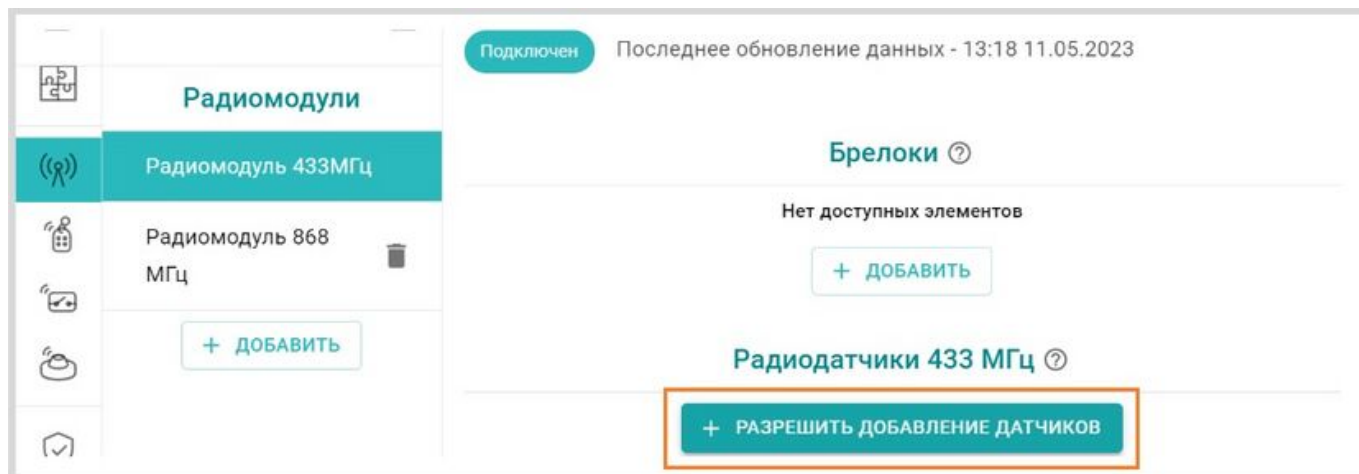 Подключен
Последнее обновление данных - 13:18 11.05.2023
Радиомодули
Радиомодуль 433МГц
Радиомодуль 868
МГц
+ ДОБАВИТЬ
Брелоки ?
Нет доступных элементов
+ ДОБАВИТЬ
Радиодатчики 433 МГц ?
+ РАЗРЕШИТЬ ДОБАВЛЕНИЕ ДАТЧИКОВ